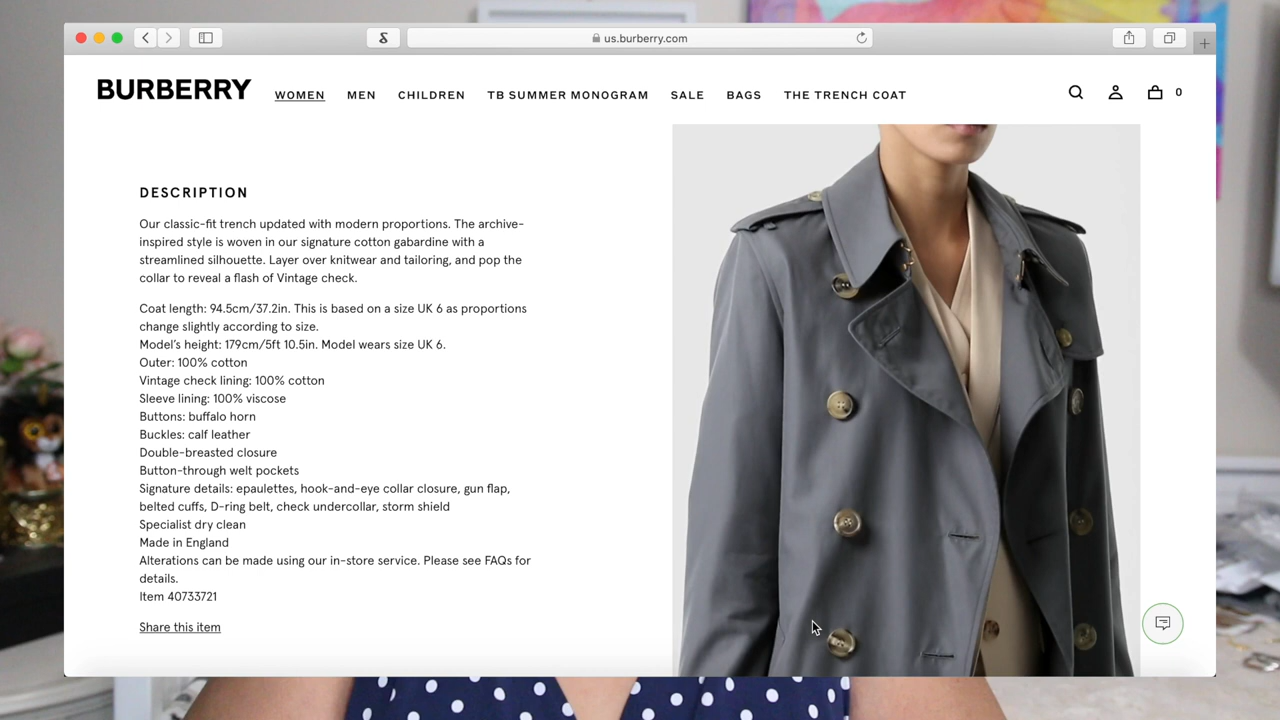 us.burberry.com
BURBERRY WOMEN MEN CHILDREN TB SUMMER MONOGRAM SALE BAGS THE TRENCH COAT 0
DESCRIPTION
Our classic-fit trench updated with modern proportions. The archive-
inspired style is woven in our signature cotton gabardine with a
streamlined silhouette. Layer over knitwear and tailoring, and pop the
collar to reveal a flash of Vintage check.
Coat length: 94.5cm/37.2in. This is based on a size UK 6 as proportions
change slightly according to size.
Model’s height: 179cm/5ft 10.5in. Model wears size UK 6.
Outer: 100% cotton
Vintage check lining: 100% cotton
Sleeve lining: 100% viscose
Buttons: buffalo horn
Buckles: calf leather
Double-breasted closure
Button-through welt pockets
Signature details: epaulettes, hook-and-eye collar closure, gun flap,
belted cuffs, D-ring belt, check undercollar, storm shield
Specialist dry clean
Made in England
Alterations can be made using our in-store service. Please see FAQs for
details.
Item 40733721
Share this item